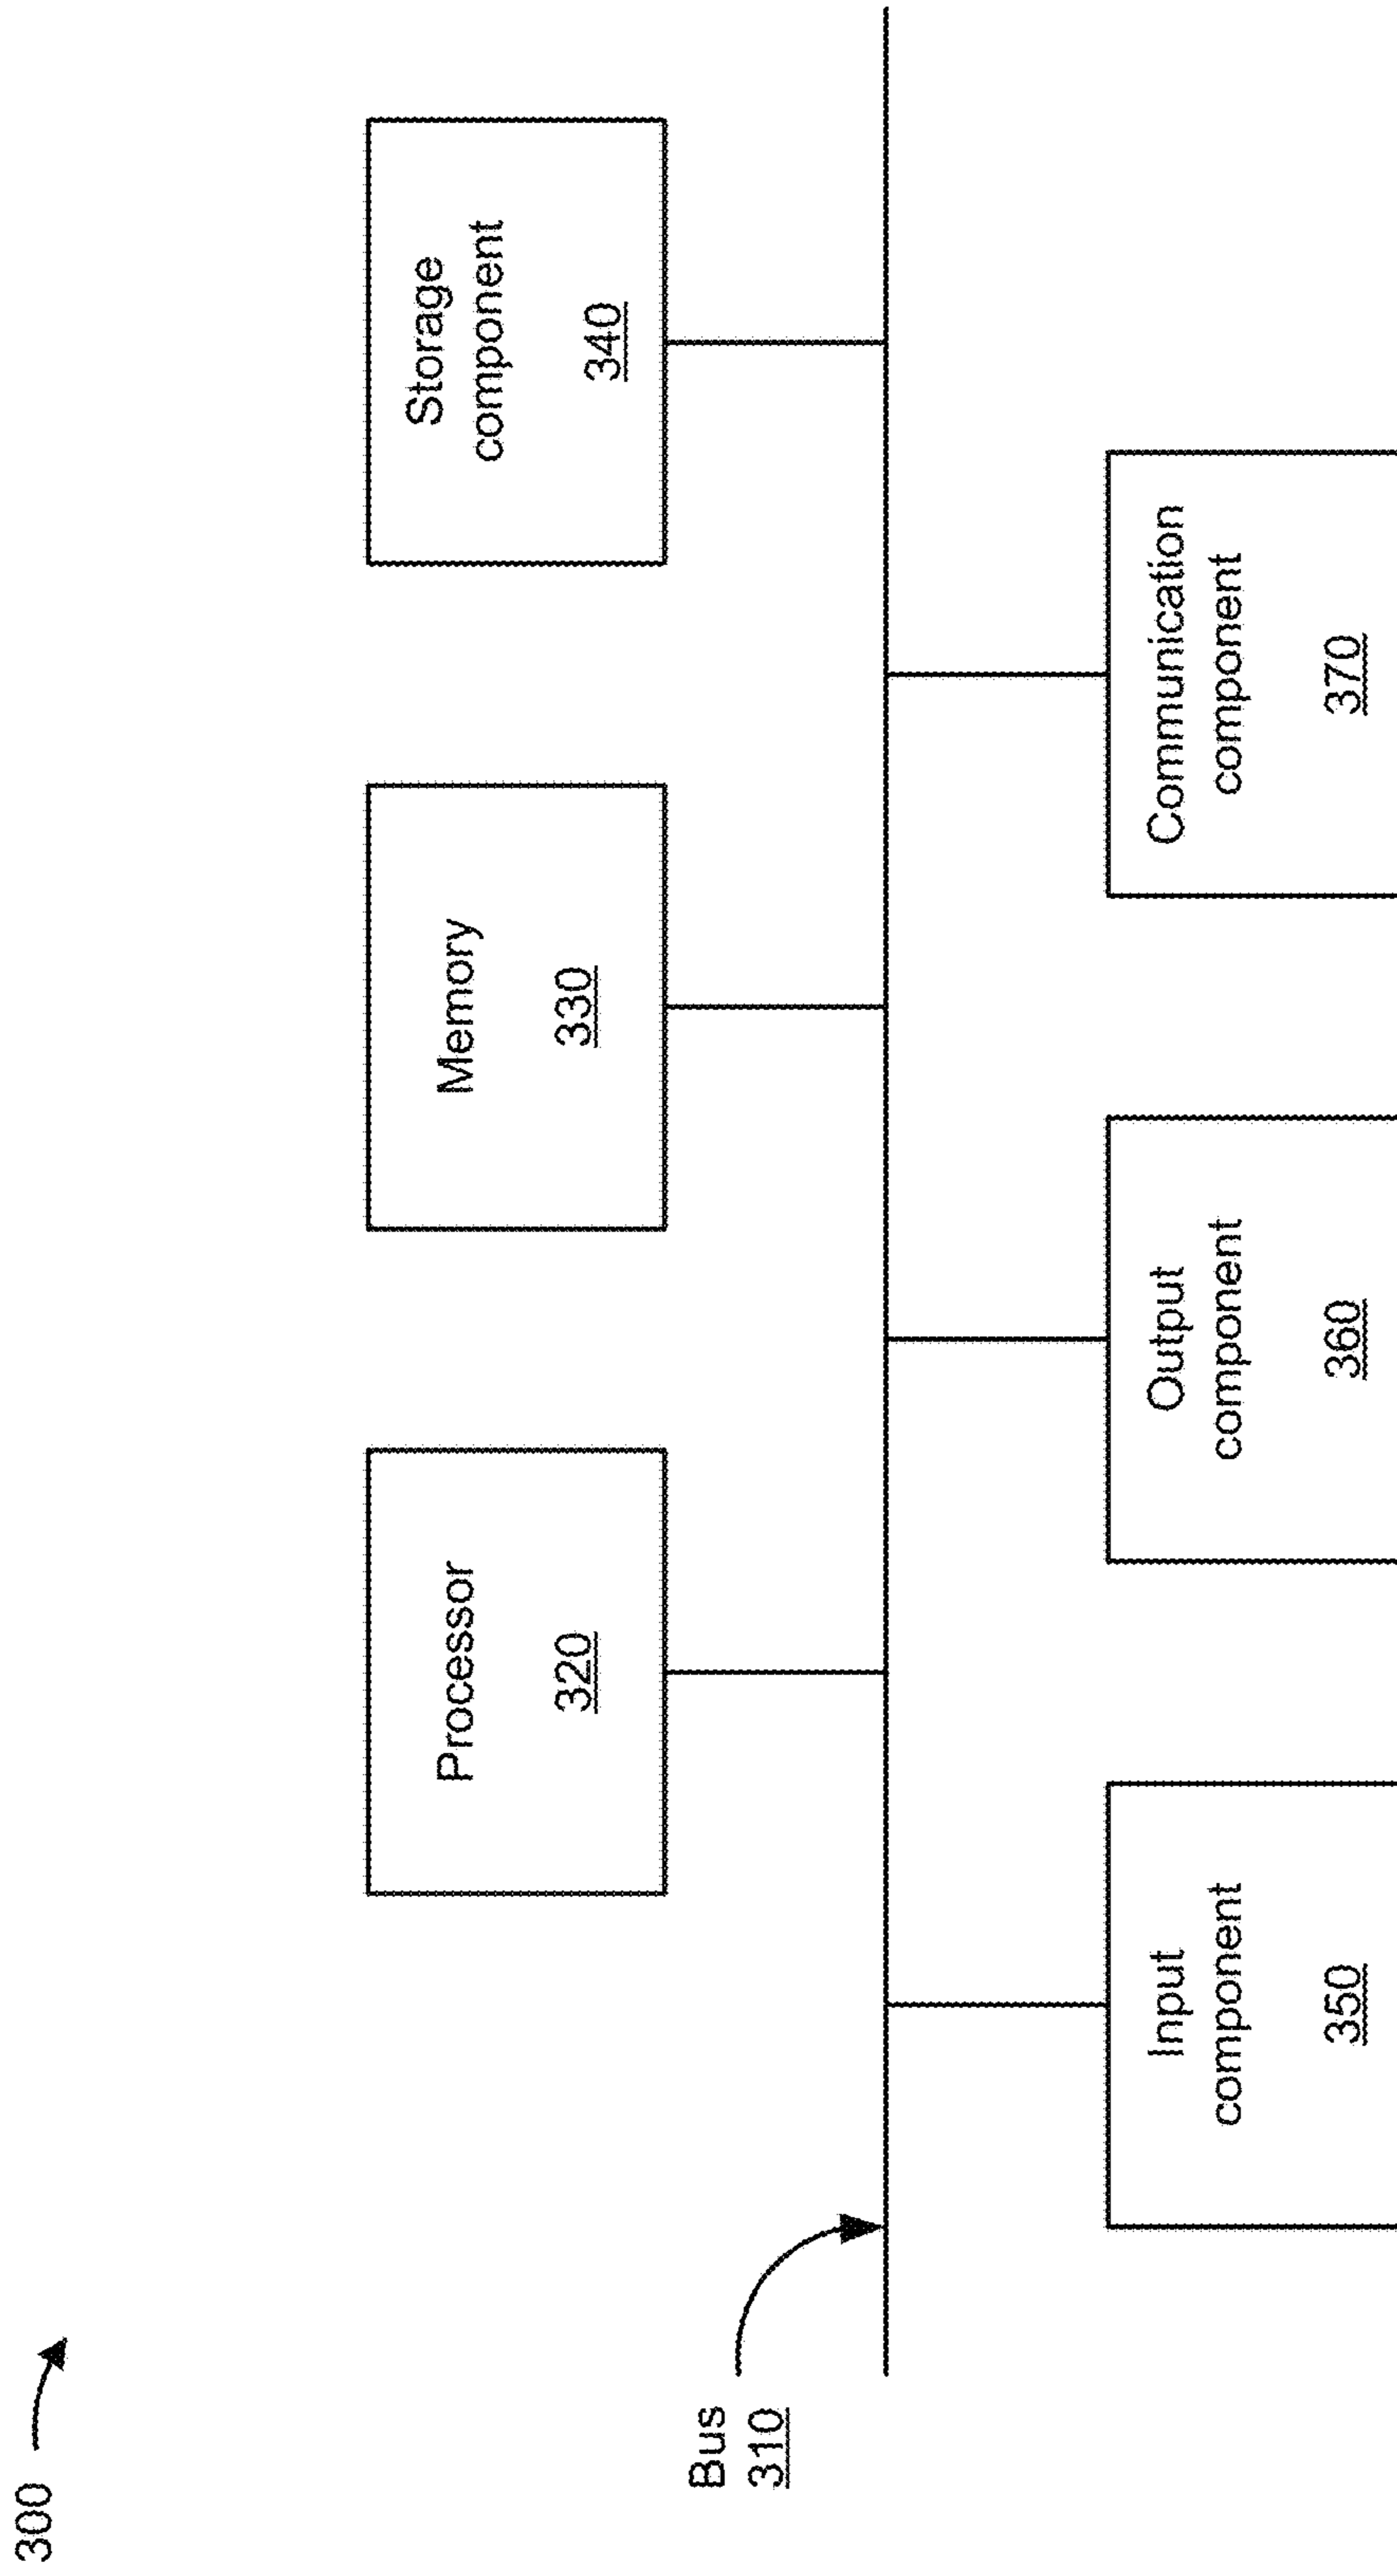 300
Processor
320
Memory
330
Storage
component
340
Bus
310
Input
component
350
Output
component
360
Communication
component
370